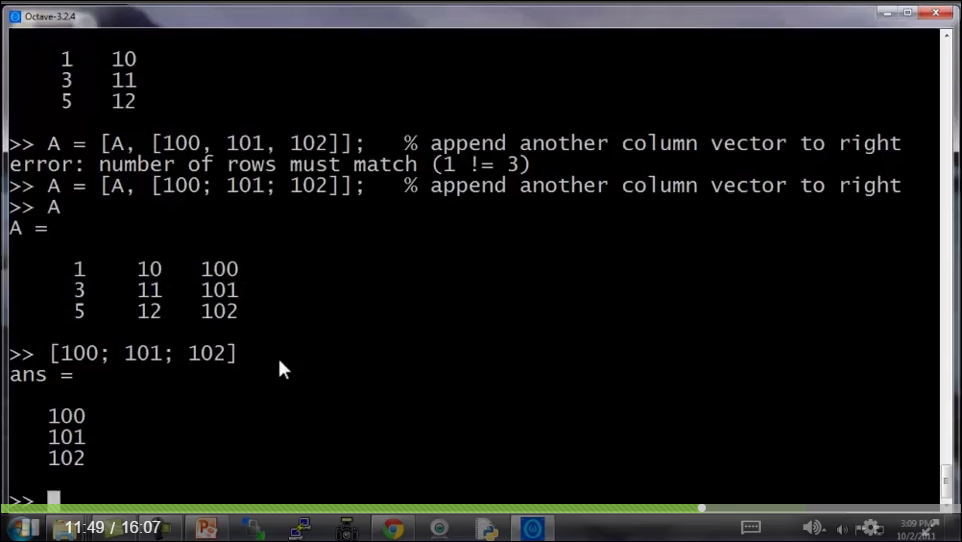 Octave-3.2.4
1 10
3 11
5 12
>> A = [A, [100, 101, 102]]; % append another column vector to right
error: number of rows must match (1 != 3)
>> A = [A, [100; 101; 102]]; % append another column vector to right
>> A
A =
1 10 100
3 11 101
5 12 102
>> [100; 101; 102]
ans =
100
101
102
>>
11:49 / 16:07
3:09 PM
10/2/2011